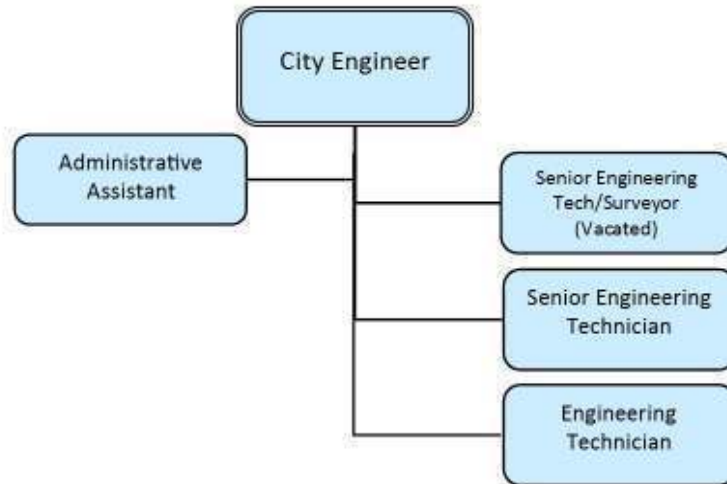 City Engineer
Administrative
Assistant
Senior Engineering
Tech/Surveyor
(Vacated)
Senior Engineering
Technician
Engineering
Technician